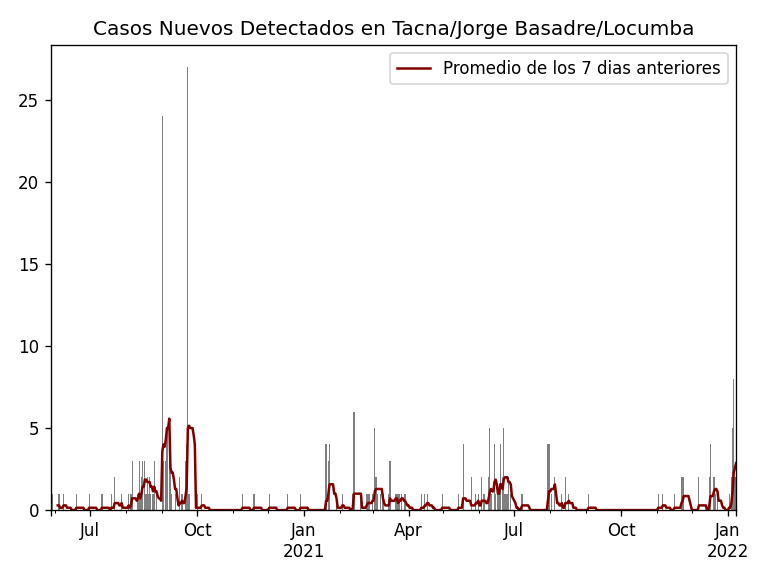 Casos Nuevos Detectados en Tacna/Jorge Basadre/Locumba
Promedio de los 7 dias anteriores
25
20
15
10
5
0
Jul Oct Jan Apr Jul Oct Jan
2021 2022